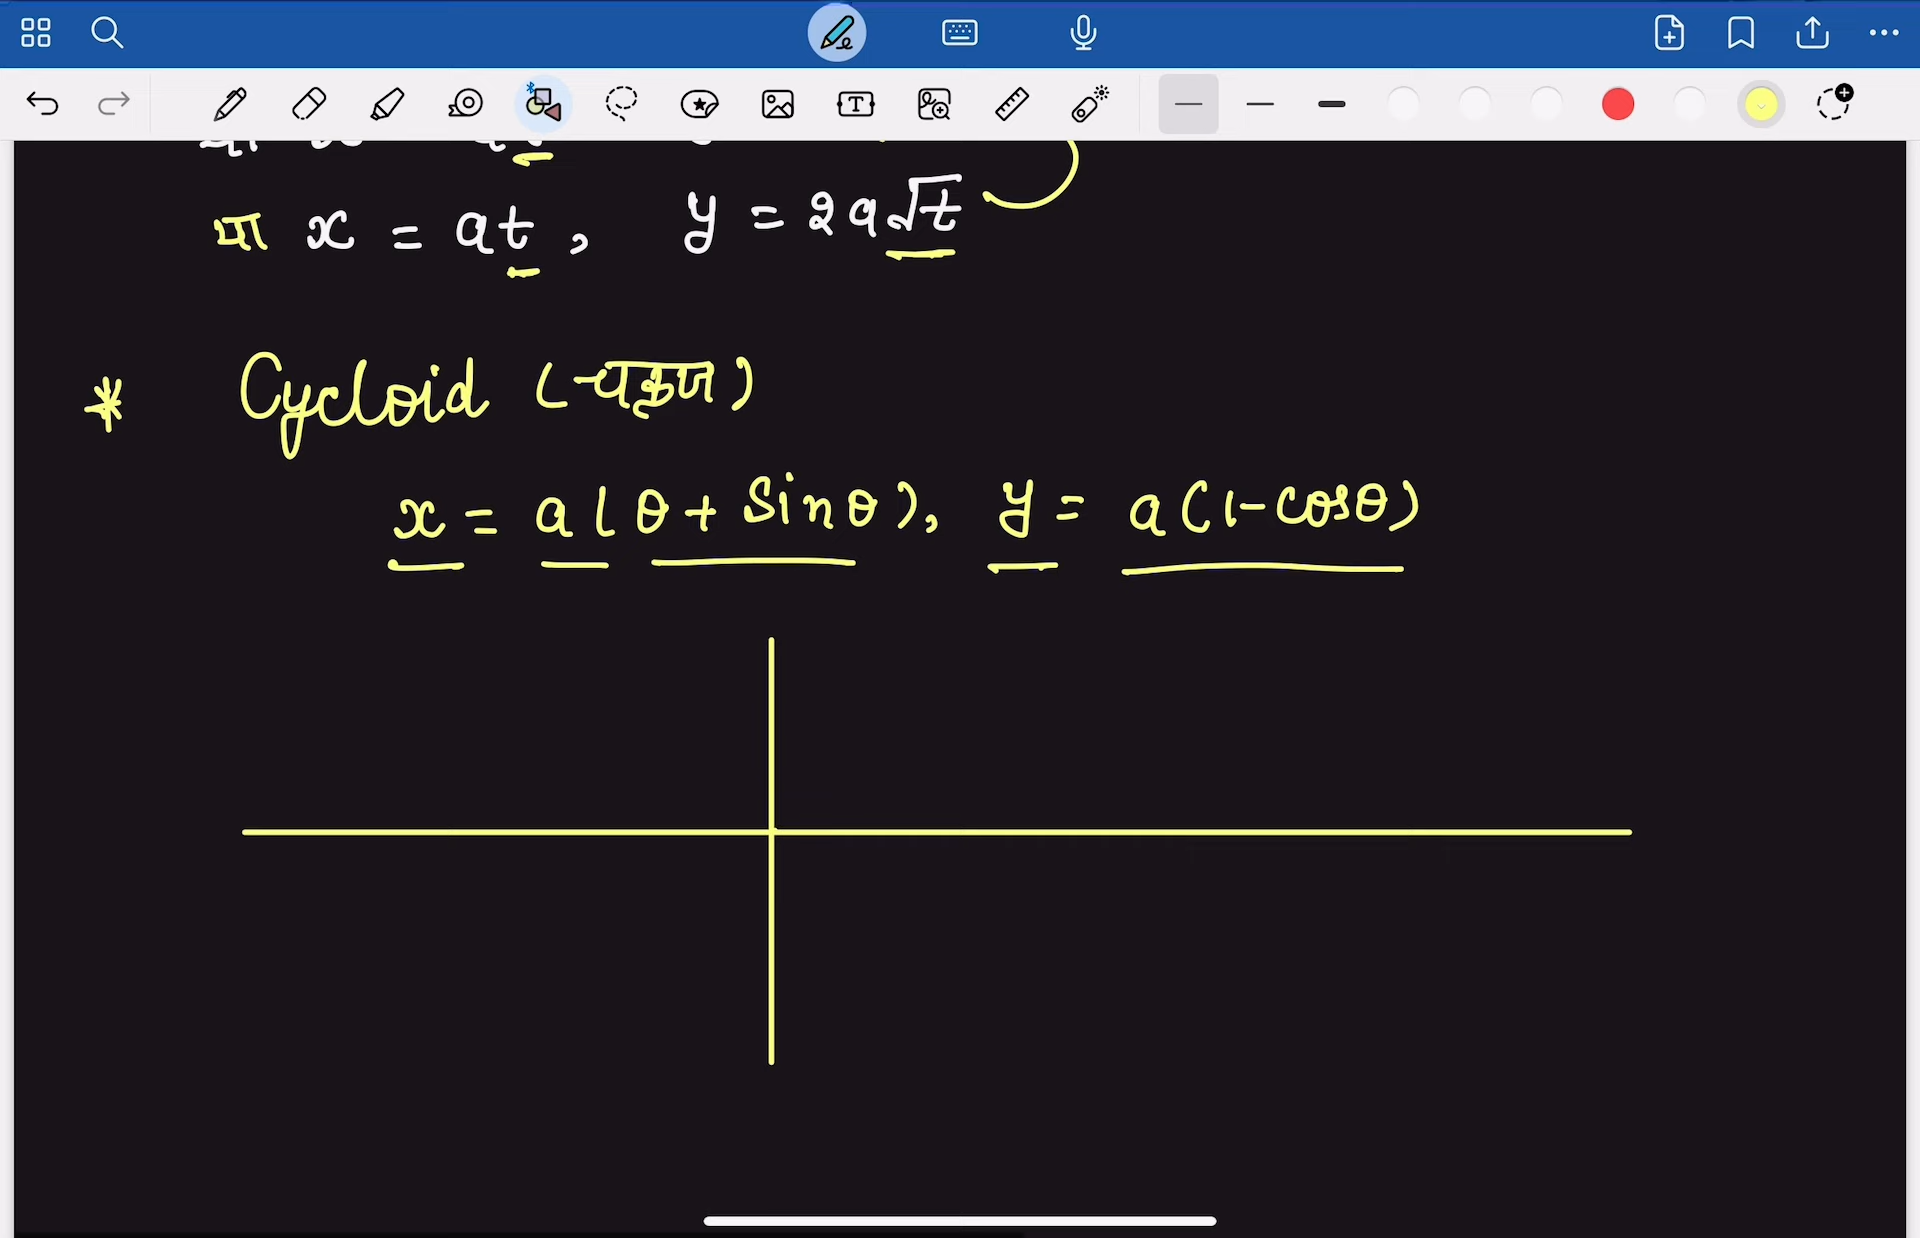 या x = at, y = 2a√t
* Cycloid (चक्रज)
x = a(θ + Sinθ), y = a(1-cosθ)